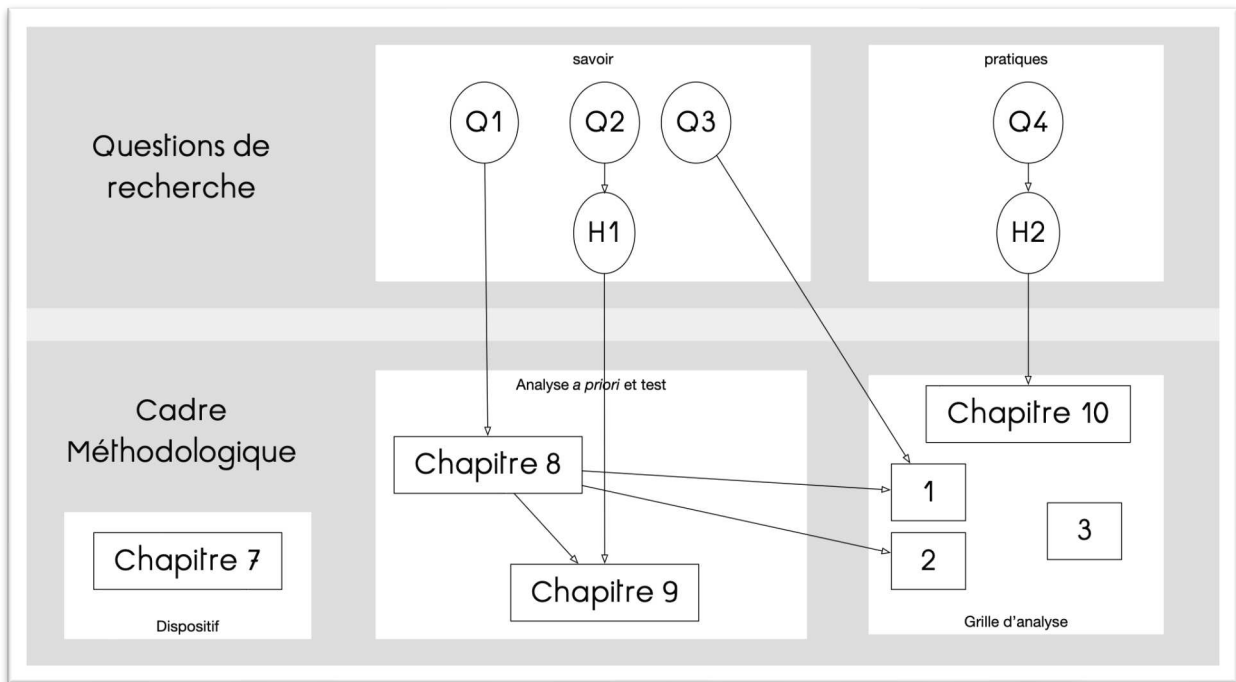 savoir
pratiques
Q1
Q2
Q3
Q4
Questions de
recherche
H1
H2
Analyse a priori et test
Cadre
Méthodologique
Chapitre 10
Chapitre 8
1
3
2
Chapitre 7
Chapitre 9
Dispositif
Grille d'analyse